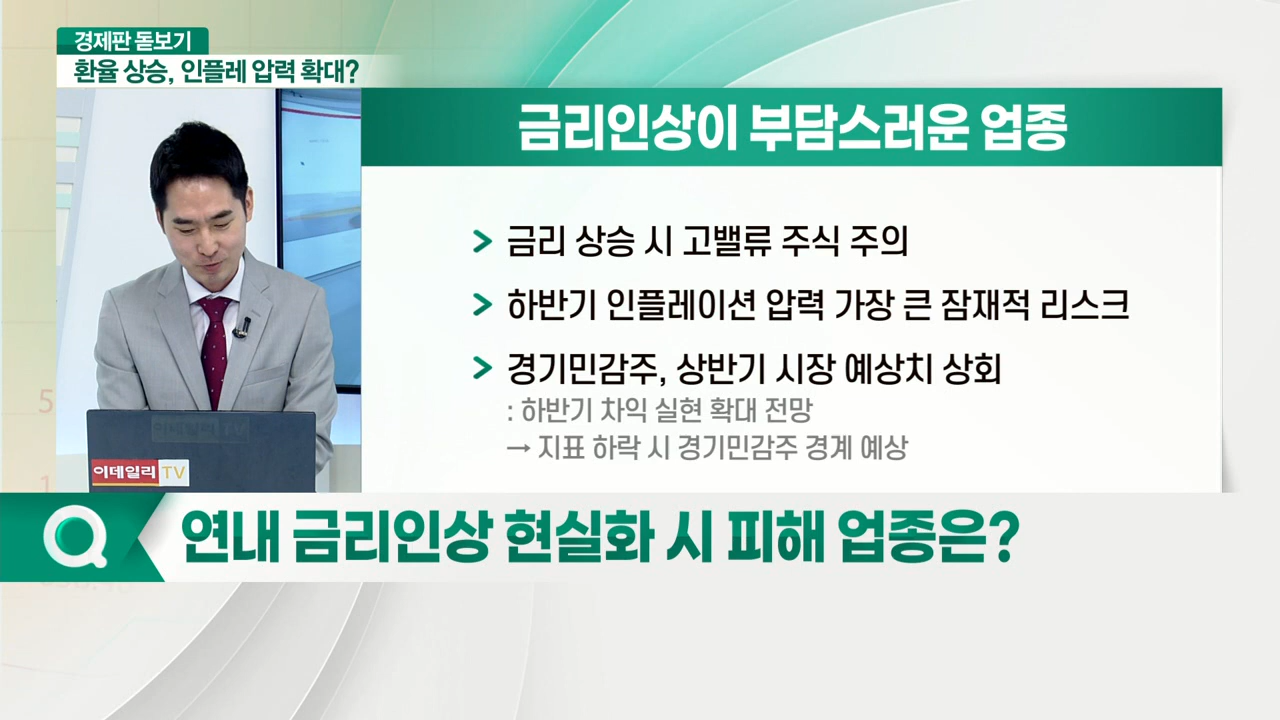 경제판 돋보기
환율 상승, 인플레 압력 확대?
금리인상이 부담스러운 업종
> 금리 상승 시 고밸류 주식 주의
> 하반기 인플레이션 압력 가장 큰 잠재적 리스크
> 경기민감주, 상반기 시장 예상치 상회
: 하반기 차익 실현 확대 전망
→ 지표 하락 시 경기민감주 경계 예상
이데일리 TV
이데일리 TV
Q 연내 금리인상 현실화 시 피해 업종은?